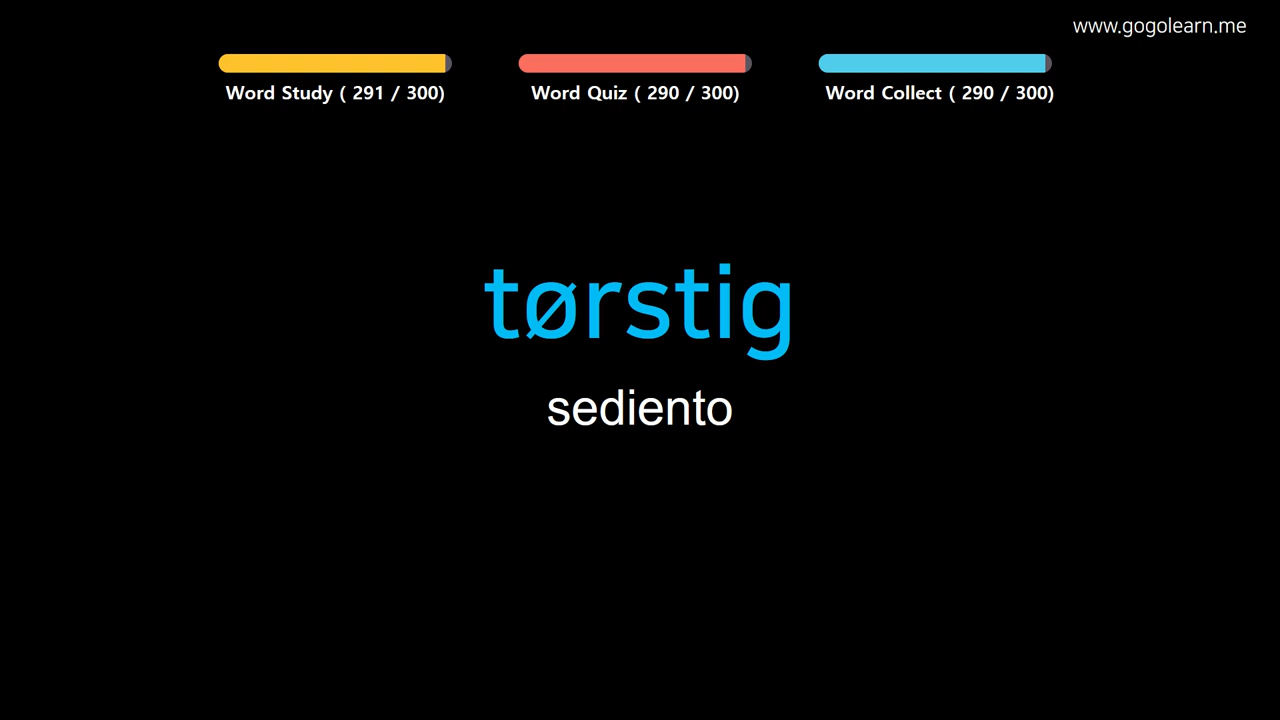 www.gogolearn.me
Word Study ( 291 / 300)
Word Quiz ( 290 / 300)
Word Collect ( 290 / 300)
tørstig
sediento